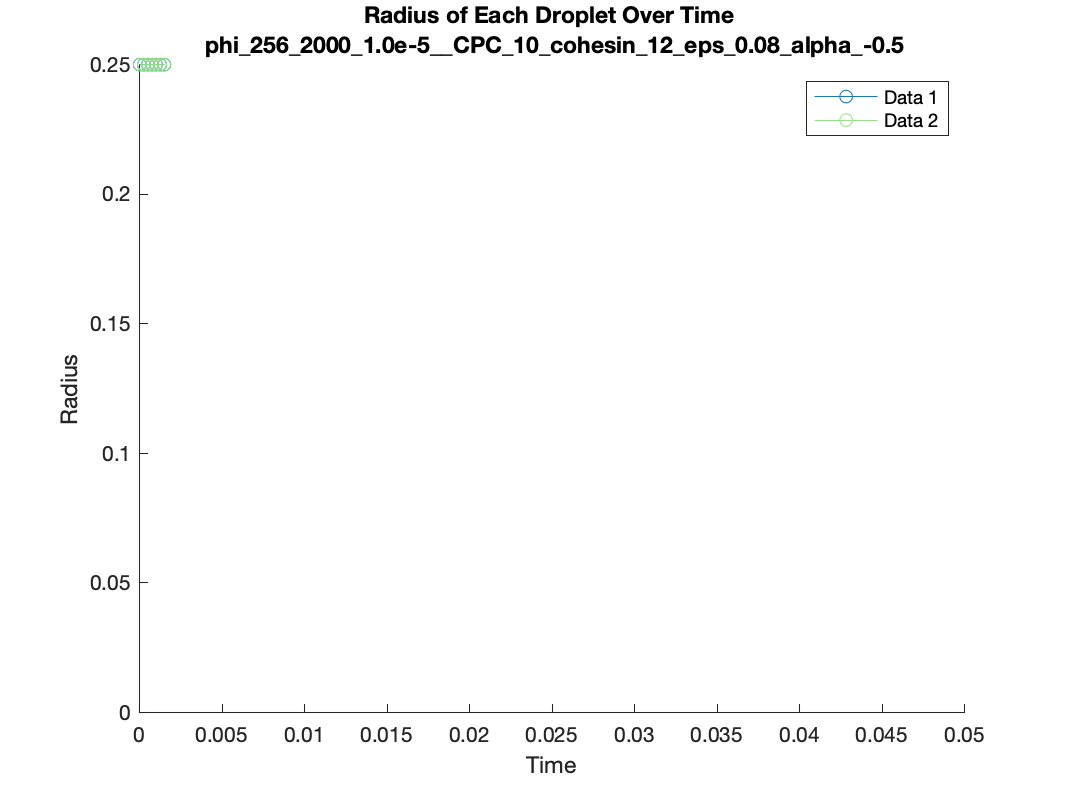 Radius of Each Droplet Over Time
phi_256_2000_1.0e-5__CPC_10_cohesin_12_eps_0.08_alpha_-0.5
Data 1
Data 2
0.25
0.2
0.15
0.1
0.05
0
Radius
0 0.005 0.01 0.015 0.02 0.025 0.03 0.035 0.04 0.045 0.05
Time